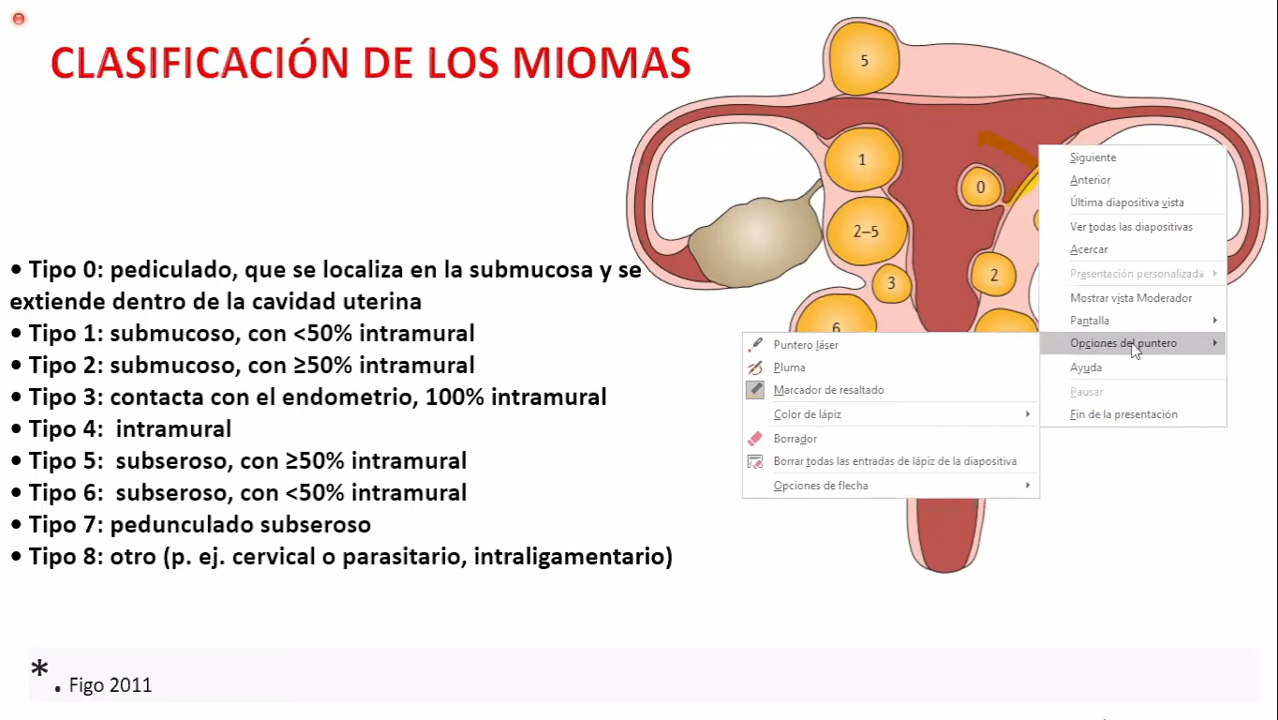 CLASIFICACIÓN DE LOS MIOMAS
5
1
0
2–5
2
3
6
• Tipo 0: pediculado, que se localiza en la submucosa y se
extiende dentro de la cavidad uterina
• Tipo 1: submucoso, con <50% intramural
• Tipo 2: submucoso, con ≥50% intramural
• Tipo 3: contacta con el endometrio, 100% intramural
• Tipo 4: intramural
• Tipo 5: subseroso, con ≥50% intramural
• Tipo 6: subseroso, con <50% intramural
• Tipo 7: pedunculado subseroso
• Tipo 8: otro (p. ej. cervical o parasitario, intraligamentario)
Siguiente
Anterior
Última diapositiva vista
Ver todas las diapositivas
Acercar
Presentación personalizada
Mostrar vista Moderador
Pantalla
Opciones del puntero
Ayuda
Pausar
Fin de la presentación
Puntero láser
Pluma
Marcador de resaltado
Color de lápiz
Borrador
Borrar todas las entradas de lápiz de la diapositiva
Opciones de flecha
*. Figo 2011